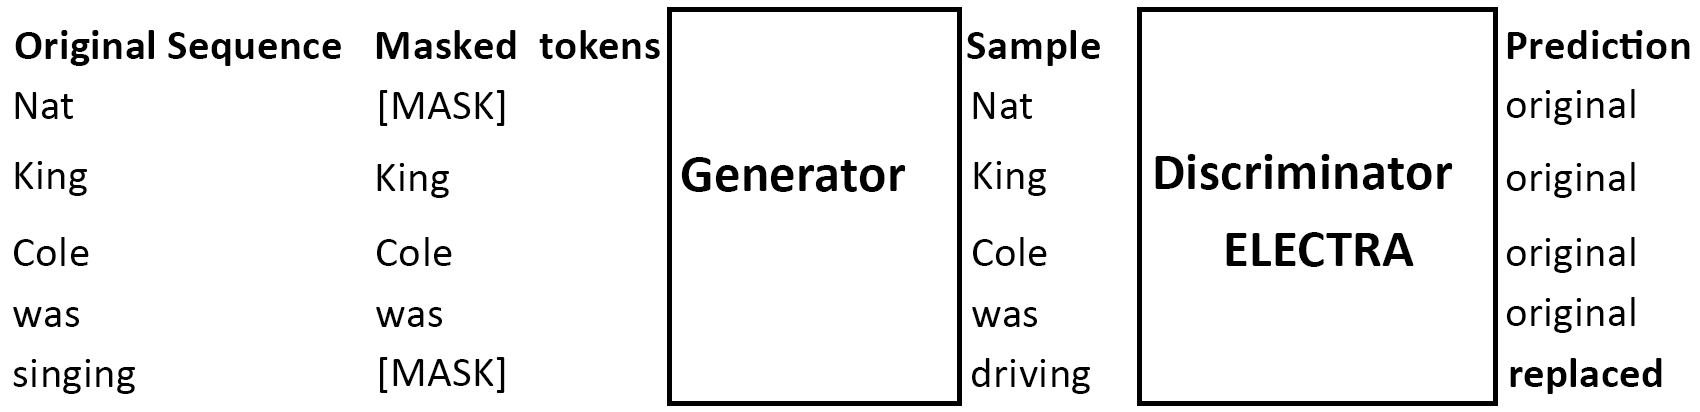 Original Sequence Masked tokens Sample Prediction
Nat [MASK] Nat original
King King Generator King Discriminator original
Cole Cole Cole ELECTRA original
was was was original
singing [MASK] driving replaced